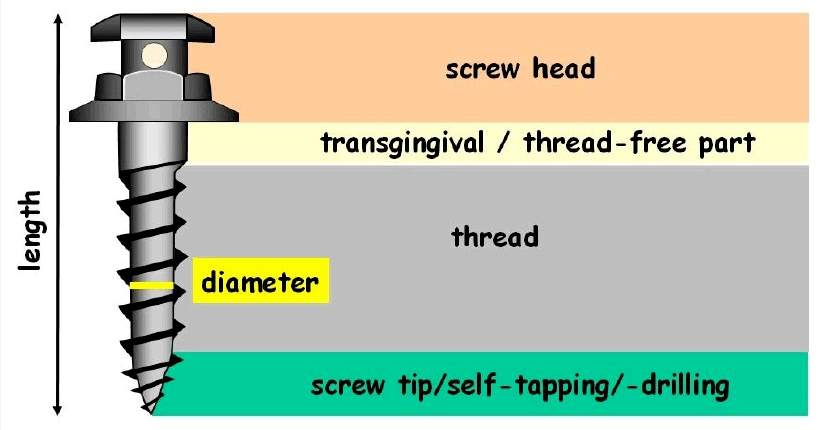 screw head
transgingival / thread-free part
length
thread
diameter
screw tip/self-tapping/-drilling